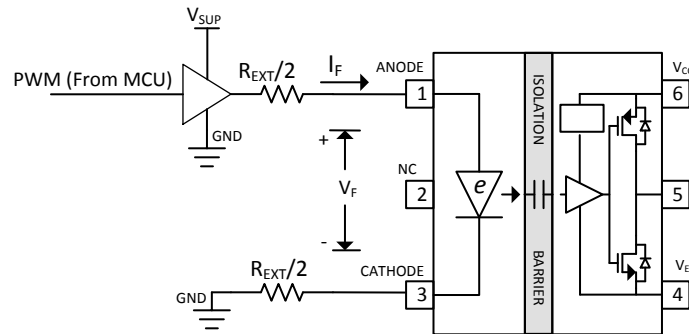 VSUP
PWM (From MCU)
REXT/2
IF
ANODE
1
GND
+
VF
-
NC
2
e
ISOLATION
BARRIER
6
5
4
REXT/2
CATHODE
3
GND